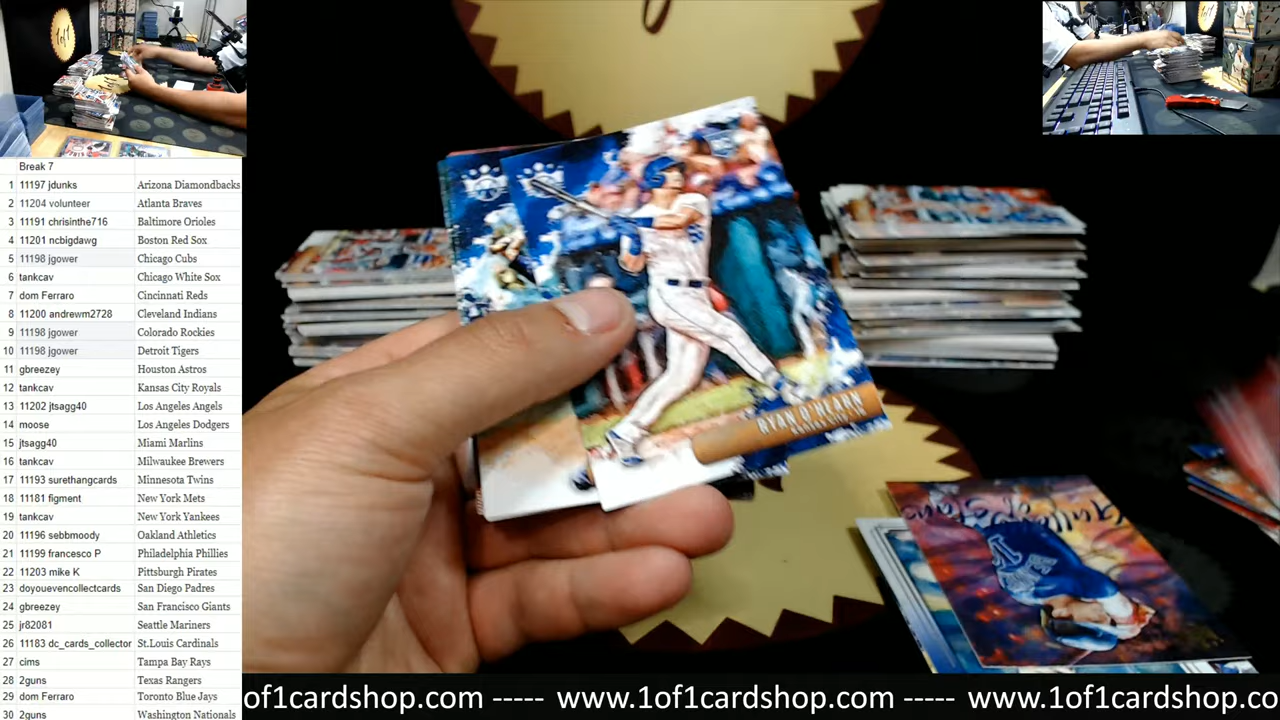 Break 7
1 11197 jdunks Arizona Diamondbacks
2 11204 volunteer Atlanta Braves
3 11191 chrisinthe716 Baltimore Orioles
4 11201 ncbigdawg Boston Red Sox
5 11198 jgower Chicago Cubs
6 tankcav Chicago White Sox
7 dom Ferraro Cincinnati Reds
8 11200 andrewm2728 Cleveland Indians
9 11198 jgower Colorado Rockies
10 11198 jgower Detroit Tigers
11 gbreezey Houston Astros
12 tankcav Kansas City Royals
13 11202 jtsagg40 Los Angeles Angels
14 moose Los Angeles Dodgers
15 jtsagg40 Miami Marlins
16 tankcav Milwaukee Brewers
17 11193 surethangcards Minnesota Twins
18 11181 figment New York Mets
19 tankcav New York Yankees
20 11196 sebbmoody Oakland Athletics
21 11199 francesco P Philadelphia Phillies
22 11203 mike K Pittsburgh Pirates
23 doyouevencollectcards San Diego Padres
24 gbreezey San Francisco Giants
25 jr82081 Seattle Mariners
26 11183 dc_cards_collector St.Louis Cardinals
27 cims Tampa Bay Rays
28 2guns Texas Rangers
29 dom Ferraro Toronto Blue Jays
30 2guns Washington Nationals
RYAN O'HEARN
of1cardshop.com ----- www.1of1cardshop.com ----- www.1of1cardshop.co